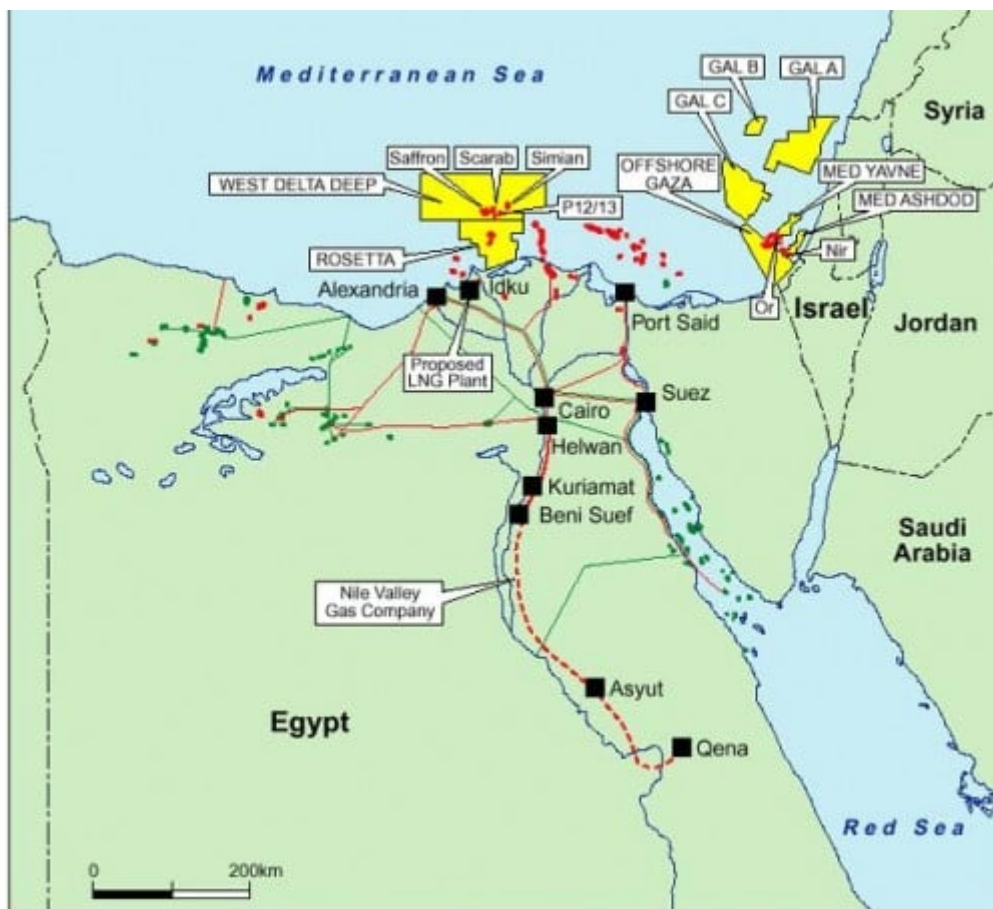 Mediterranean Sea
GAL B
GAL A
GAL C
Syria
Saffron
Scarab
Simian
OFFSHORE
GAZA
MED YAVNE
WEST DELTA DEEP
P12/13
MED ASHDOD
ROSETTA
Nir
Alexandria
Idku
Or
Israel
Port Said
Jordan
Proposed
LNG Plant
Cairo
Suez
Helwan
Kuriamat
Beni Suef
Saudi
Arabia
Nile Valley
Gas Company
Asyut
Egypt
Qena
Red Sea
0
200km